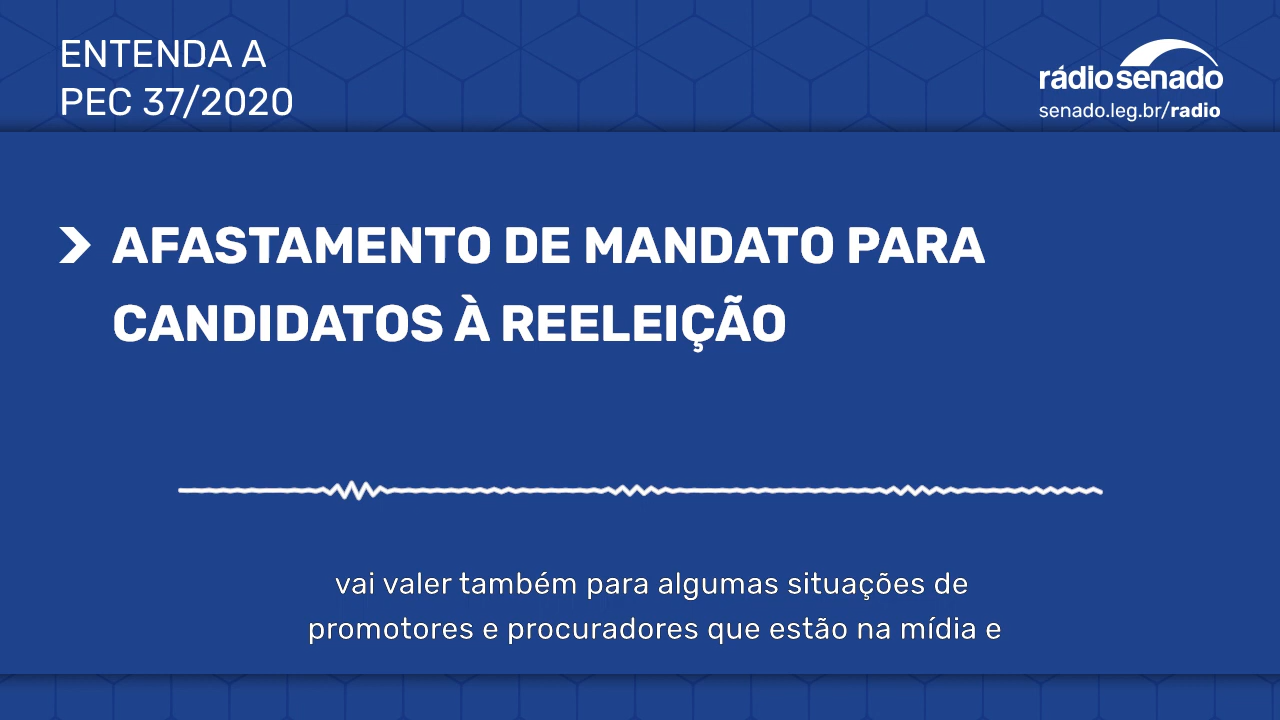 ENTENDA A
PEC 37/2020
rádio senado
senado.leg.br/radio
AFASTAMENTO DE MANDATO PARA
CANDIDATOS À REELEIÇÃO
vai valer também para algumas situações de
promotores e procuradores que estão na mídia e